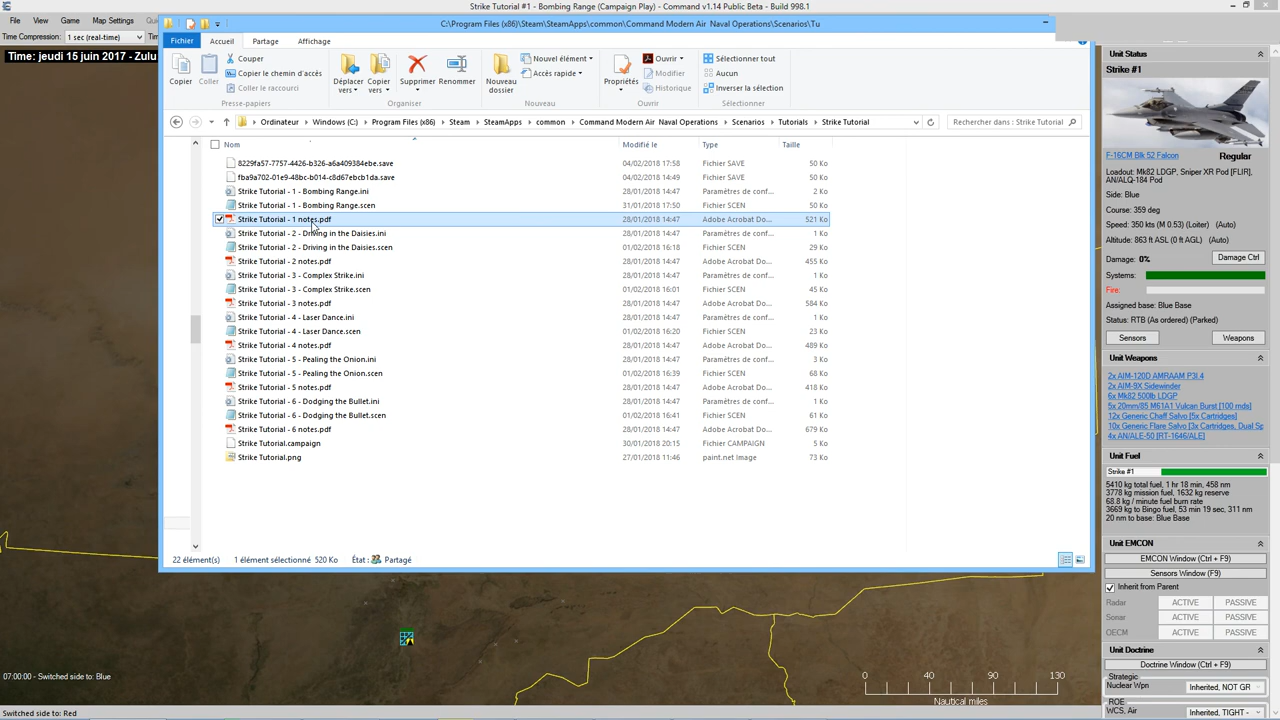 Strike Tutorial #1 - Bombing Range (Campaign Play) - Command v1.14 Public Beta - Build 998.1
File View Game Map Settings
Time Compression: 1 sec (real-time)
Time: jeudi 15 juin 2017 - Zulu
C:\Program Files (x86)\Steam\SteamApps\common\Command Modern Air Naval Operations\Scenarios\Tu
Fichier Accueil Partage Affichage
Copier
Coller
Couper
Copier le chemin d'accès
Coller le raccourci
Presse-papiers
Déplacer vers
Copier vers
Supprimer
Renommer
Organiser
Nouveau dossier
Nouvel élément
Accès rapide
Nouveau
Propriétés
Ouvrir
Modifier
Historique
Ouvrir
Sélectionner tout
Aucun
Inverser la sélection
Sélectionner
Ordinateur Windows (C:) Program Files (x86) Steam SteamApps common Command Modern Air Naval Operations Scenarios Tutorials Strike Tutorial
Rechercher dans : Strike Tutorial
Nom Modifié le Type Taille
8229fa57-7757-4426-b326-a6a409384ebe.save 04/02/2018 17:58 Fichier SAVE 50 Ko
fba9a702-01e9-48bc-b014-c8d67ebcb1da.save 04/02/2018 14:49 Fichier SAVE 50 Ko
Strike Tutorial - 1 - Bombing Range.ini 28/01/2018 14:47 Paramètres de conf... 2 Ko
Strike Tutorial - 1 - Bombing Range.scen 31/01/2018 17:50 Fichier SCEN 50 Ko
Strike Tutorial - 1 notes.pdf 28/01/2018 14:47 Adobe Acrobat Do... 521 Ko
Strike Tutorial - 2 - Driving in the Daisies.ini 28/01/2018 14:47 Paramètres de conf... 1 Ko
Strike Tutorial - 2 - Driving in the Daisies.scen 01/02/2018 16:18 Fichier SCEN 29 Ko
Strike Tutorial - 2 notes.pdf 28/01/2018 14:47 Adobe Acrobat Do... 455 Ko
Strike Tutorial - 3 - Complex Strike.ini 28/01/2018 14:47 Paramètres de conf... 1 Ko
Strike Tutorial - 3 - Complex Strike.scen 01/02/2018 16:01 Fichier SCEN 45 Ko
Strike Tutorial - 3 notes.pdf 28/01/2018 14:47 Adobe Acrobat Do... 584 Ko
Strike Tutorial - 4 - Laser Dance.ini 28/01/2018 14:47 Paramètres de conf... 1 Ko
Strike Tutorial - 4 - Laser Dance.scen 01/02/2018 16:20 Fichier SCEN 23 Ko
Strike Tutorial - 4 notes.pdf 28/01/2018 14:47 Adobe Acrobat Do... 489 Ko
Strike Tutorial - 5 - Pealing the Onion.ini 28/01/2018 14:47 Paramètres de conf... 3 Ko
Strike Tutorial - 5 - Pealing the Onion.scen 01/02/2018 16:39 Fichier SCEN 68 Ko
Strike Tutorial - 5 notes.pdf 28/01/2018 14:47 Adobe Acrobat Do... 418 Ko
Strike Tutorial - 6 - Dodging the Bullet.ini 28/01/2018 14:47 Paramètres de conf... 1 Ko
Strike Tutorial - 6 - Dodging the Bullet.scen 01/02/2018 16:41 Fichier SCEN 61 Ko
Strike Tutorial - 6 notes.pdf 28/01/2018 14:47 Adobe Acrobat Do... 679 Ko
Strike Tutorial.campaign 30/01/2018 20:15 Fichier CAMPAIGN 5 Ko
Strike Tutorial.png 27/01/2018 11:46 paint.net Image 73 Ko
22 élément(s) 1 élément sélectionné 520 Ko État : Partagé
07:00:00 - Switched side to: Blue
Switched side to: Red
0 40 90 130
Nautical miles
Unit Status
Strike #1
F-16CM Blk 52 Falcon Regular
Loadout: Mk82 LDGP, Sniper XR Pod [FLIR],
AN/ALQ-184 Pod
Side: Blue
Course: 359 deg
Speed: 350 kts (M 0.53) (Loiter) (Auto)
Altitude: 863 ft ASL (0 ft AGL) (Auto)
Damage: 0% Damage Ctrl
Systems:
Fire:
Assigned base: Blue Base
Status: RTB (As ordered) (Parked)
Sensors Weapons
Unit Weapons
2x AIM-120D AMRAAM P3I.4
2x AIM-9X Sidewinder
6x Mk82 500lb LDGP
5x 20mm/85 M61A1 Vulcan Burst [100 rnds]
12x Generic Chaff Salvo [5x Cartridges]
10x Generic Flare Salvo [3x Cartridges, Dual Sp
4x AN/ALE-50 [RT-1646/ALE]
Unit Fuel
Strike #1
5410 kg total fuel, 1 hr 18 min, 458 nm
3778 kg mission fuel, 1632 kg reserve
68.8 kg / minute fuel burn rate
3669 kg to Bingo fuel, 53 min 19 sec, 311 nm
20 nm to base: Blue Base
Unit EMCON
EMCON Window (Ctrl + F9)
Sensors Window (F9)
Inherit from Parent
Radar ACTIVE PASSIVE
Sonar ACTIVE PASSIVE
OECM ACTIVE PASSIVE
Unit Doctrine
Doctrine Window (Ctrl + F9)
Strategic
Nuclear Wpn Inherited, NOT GR
ROE
WCS, Air Inherited, TIGHT -